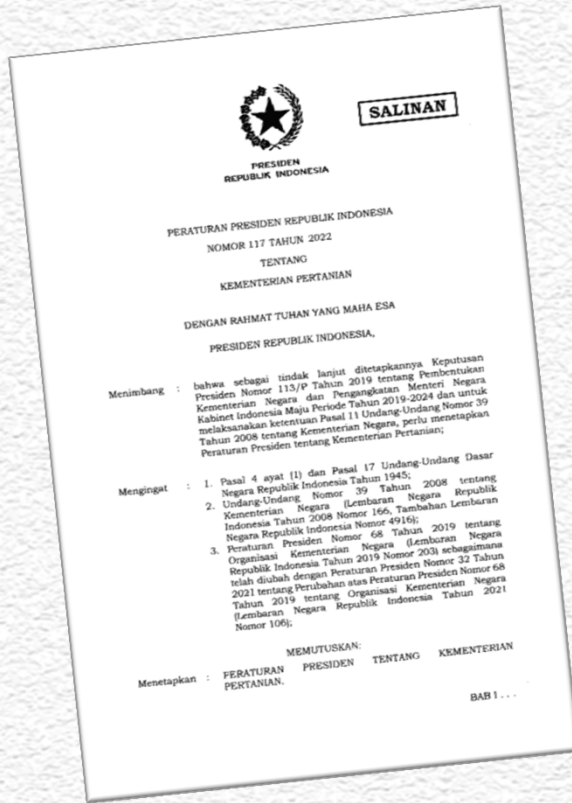 SALINAN
PRESIDEN
REPUBLIK INDONESIA
PERATURAN PRESIDEN REPUBLIK INDONESIA
NOMOR 117 TAHUN 2022
TENTANG
KEMENTERIAN PERTANIAN
DENGAN RAHMAT TUHAN YANG MAHA ESA
PRESIDEN REPUBLIK INDONESIA,
Menimbang : bahwa sebagai tindak lanjut ditetapkannya Keputusan
Presiden Nomor 113/P Tahun 2019 tentang Pembentukan
Kementerian Negara dan Pengangkatan Menteri Negara
Kabinet Indonesia Maju Periode Tahun 2019-2024 dan untuk
melaksanakan ketentuan Pasal 11 Undang-Undang Nomor 39
Tahun 2008 tentang Kementerian Negara, perlu menetapkan
Peraturan Presiden tentang Kementerian Pertanian;
Mengingat : 1. Pasal 4 ayat (1) dan Pasal 17 Undang-Undang Dasar
Negara Republik Indonesia Tahun 1945;
2. Undang-Undang Nomor 39 Tahun 2008 tentang
Kementerian Negara (Lembaran Negara Republik
Indonesia Tahun 2008 Nomor 166, Tambahan Lembaran
Negara Republik Indonesia Nomor 4916);
3. Peraturan Presiden Nomor 68 Tahun 2019 tentang
Organisasi Kementerian Negara (Lembaran Negara
Republik Indonesia Tahun 2019 Nomor 203) sebagaimana
telah diubah dengan Peraturan Presiden Nomor 32 Tahun
2021 tentang Perubahan atas Peraturan Presiden Nomor 68
Tahun 2019 tentang Organisasi Kementerian Negara
(Lembaran Negara Republik Indonesia Tahun 2021
Nomor 106);
MEMUTUSKAN:
Menetapkan : PERATURAN PRESIDEN TENTANG KEMENTERIAN
PERTANIAN.
BAB I . . .